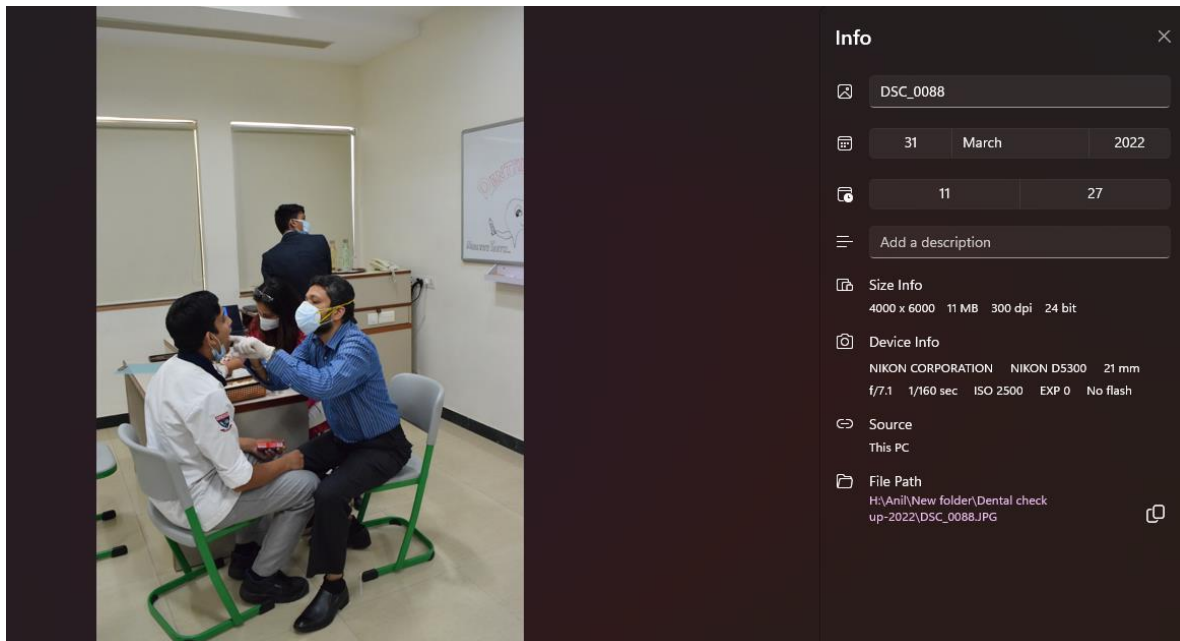 Info
DSC_0088
31 March 2022
11 27
Add a description
Size Info
4000 x 6000 11 MB 300 dpi 24 bit
Device Info
NIKON CORPORATION NIKON D5300 21 mm
f/7.1 1/160 sec ISO 2500 EXP 0 No flash
Source
This PC
File Path
H:\Anil\New folder\Dental check
up-2022\DSC_0088.JPG